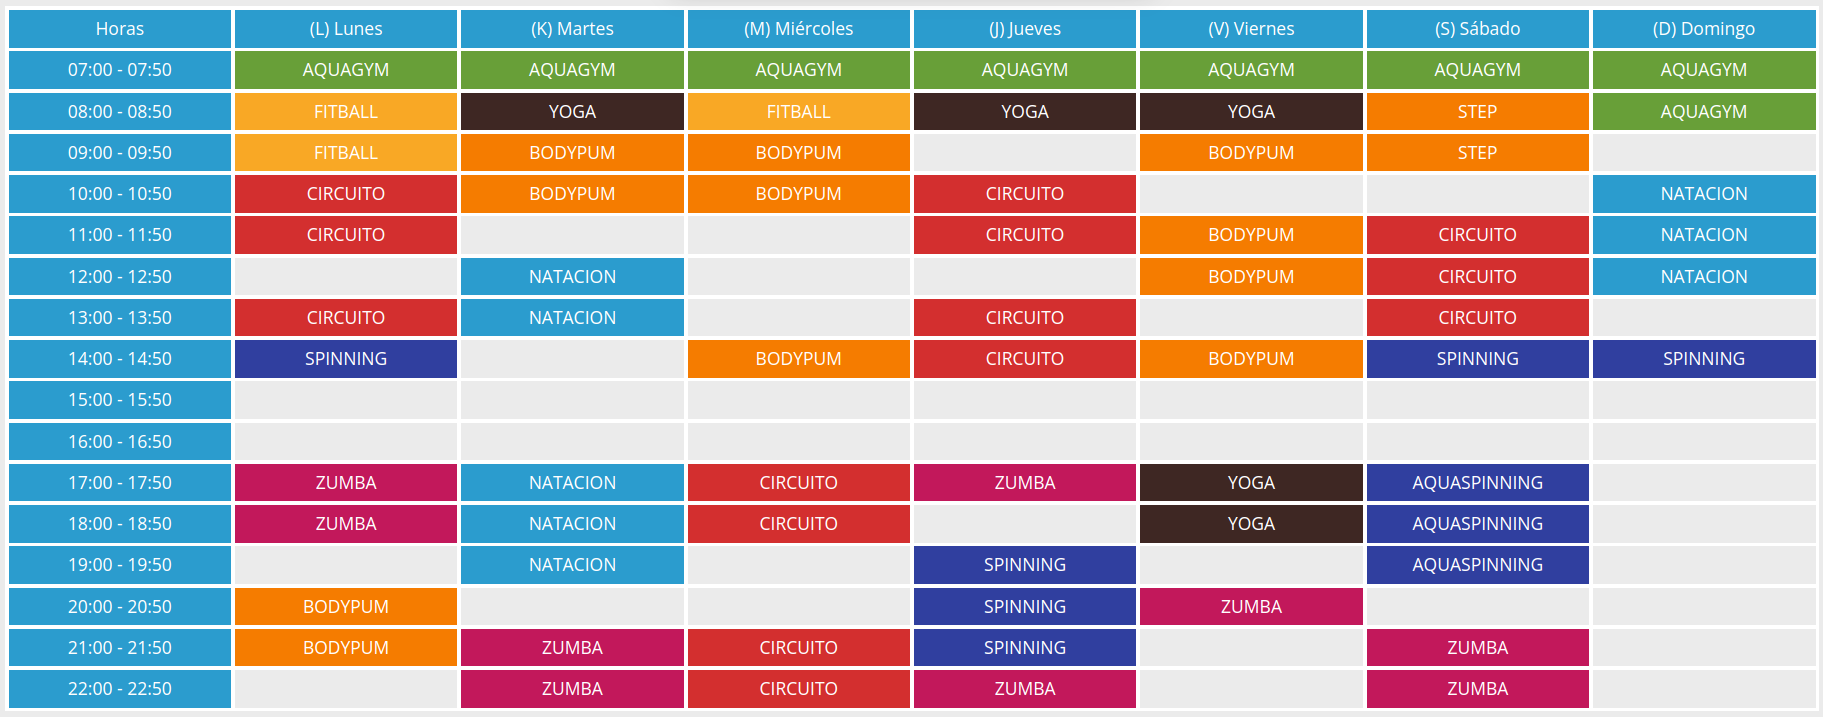 Horas (L) Lunes (K) Martes (M) Miércoles (J) Jueves (V) Viernes (S) Sábado (D) Domingo
07:00 - 07:50 AQUAGYM AQUAGYM AQUAGYM AQUAGYM AQUAGYM AQUAGYM AQUAGYM
08:00 - 08:50 FITBALL YOGA FITBALL YOGA YOGA STEP AQUAGYM
09:00 - 09:50 FITBALL BODYPUM BODYPUM BODYPUM STEP
10:00 - 10:50 CIRCUITO BODYPUM BODYPUM CIRCUITO NATACION
11:00 - 11:50 CIRCUITO CIRCUITO BODYPUM CIRCUITO NATACION
12:00 - 12:50 NATACION BODYPUM CIRCUITO NATACION
13:00 - 13:50 CIRCUITO NATACION CIRCUITO CIRCUITO
14:00 - 14:50 SPINNING BODYPUM CIRCUITO BODYPUM SPINNING SPINNING
15:00 - 15:50
16:00 - 16:50
17:00 - 17:50 ZUMBA NATACION CIRCUITO ZUMBA YOGA AQUASPINNING
18:00 - 18:50 ZUMBA NATACION CIRCUITO YOGA AQUASPINNING
19:00 - 19:50 NATACION SPINNING AQUASPINNING
20:00 - 20:50 BODYPUM SPINNING ZUMBA
21:00 - 21:50 BODYPUM ZUMBA CIRCUITO SPINNING ZUMBA
22:00 - 22:50 ZUMBA CIRCUITO ZUMBA ZUMBA